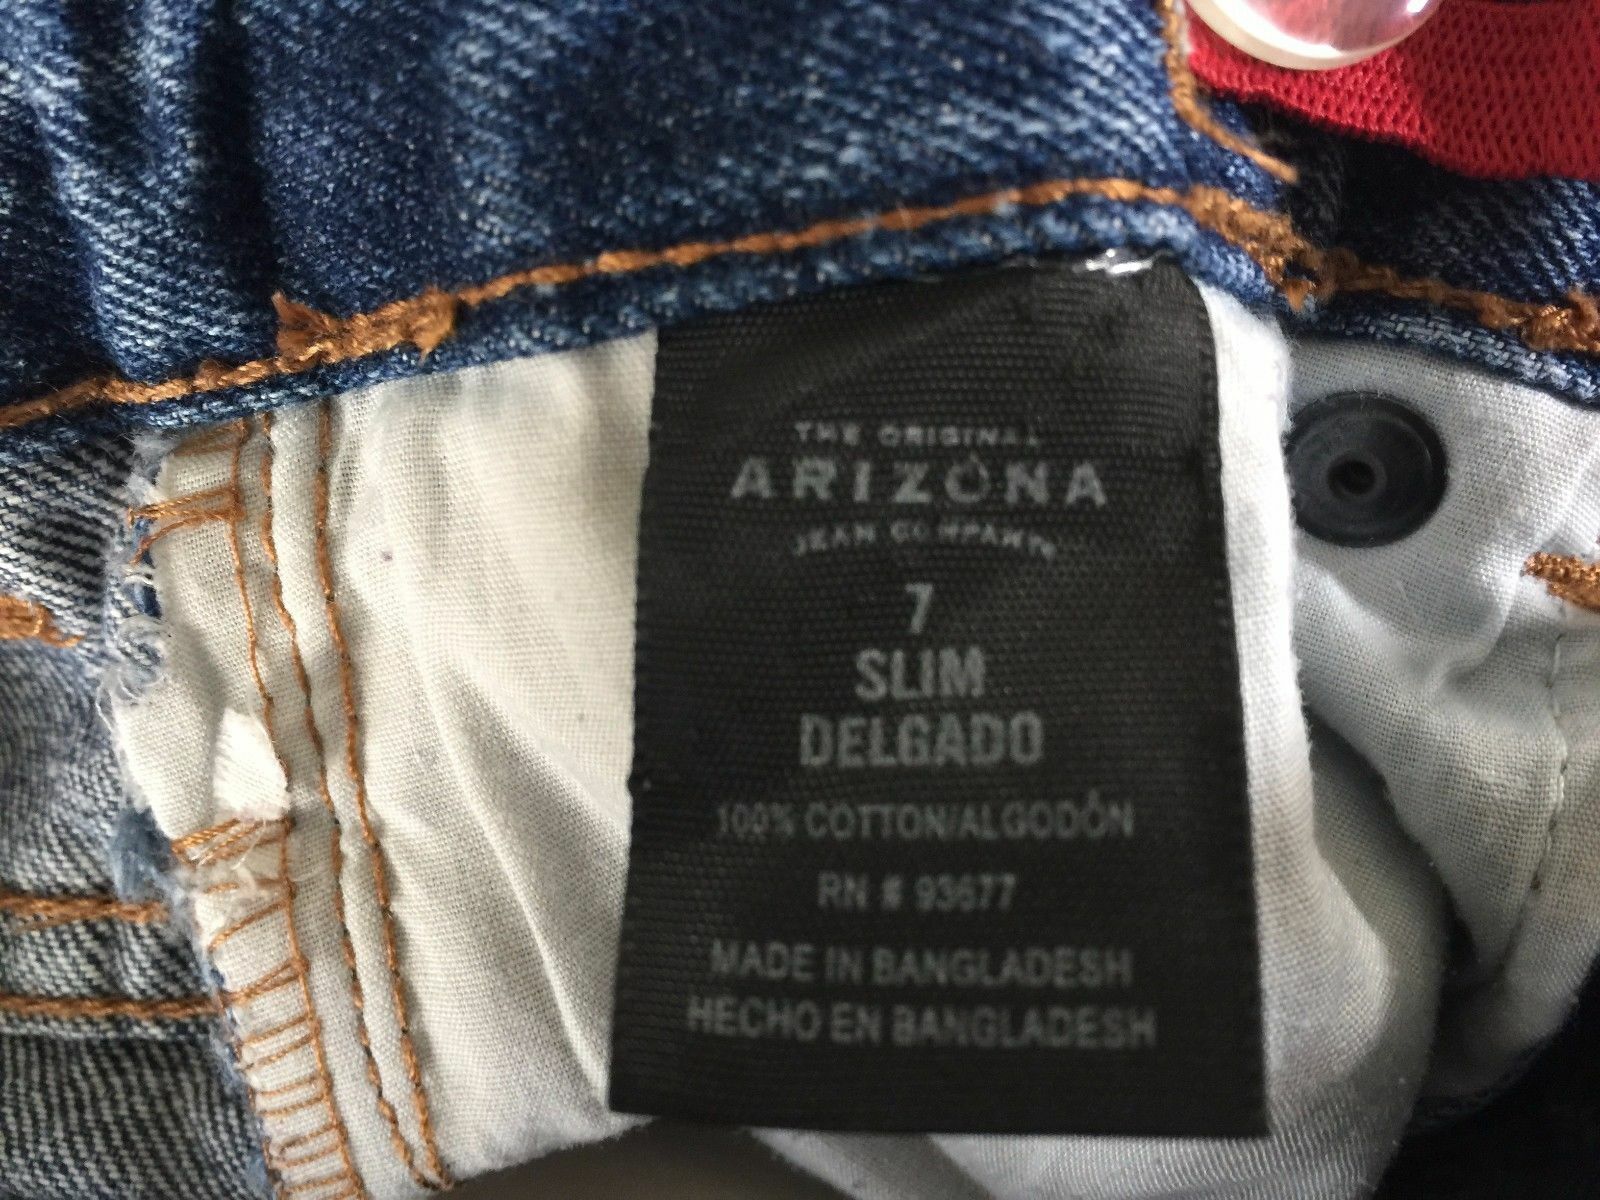 THE ORIGINAL
ARIZONA
JEAN COMPANY
7
SLIM
DELGADO
100% COTTON/ALGODÓN
RN # 93677
MADE IN BANGLADESH
HECHO EN BANGLADESH